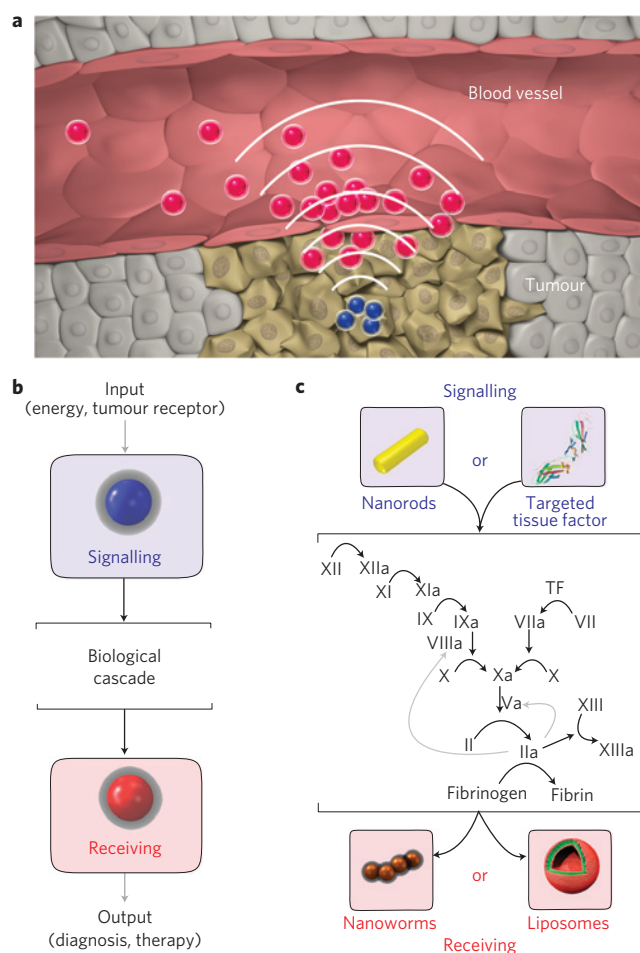 a
Blood vessel
Tumour
b
Input
(energy, tumour receptor)
Signalling
Biological
cascade
Receiving
Output
(diagnosis, therapy)
c
Signalling
or
Nanorods
Targeted
tissue factor
XII
XIIa
XI
XIa
TF
IX
IXa
VIIa
VII
VIIIa
X
Xa
X
Va
XIII
II
IIa
XIIIa
Fibrinogen
Fibrin
or
Nanoworms
Liposomes
Receiving